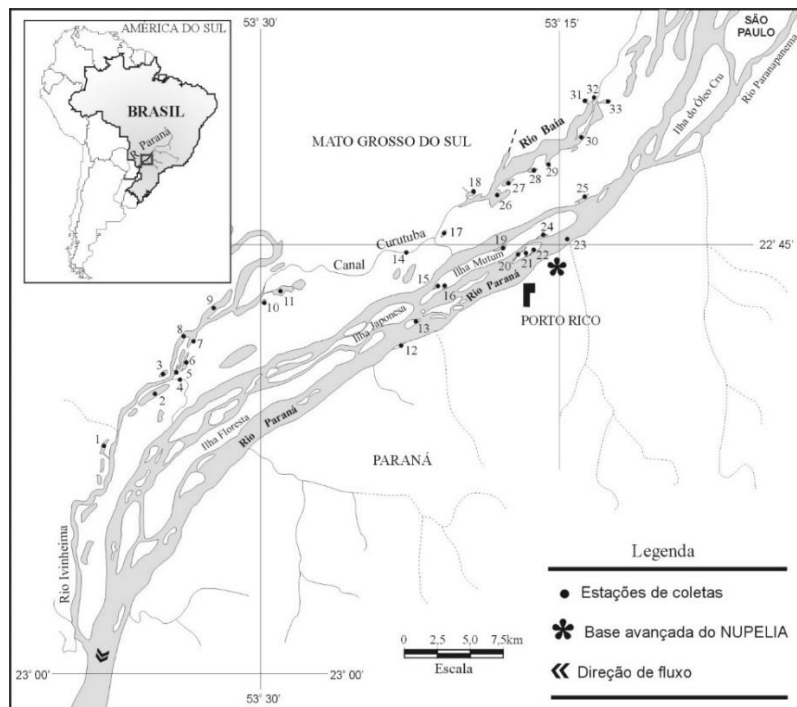 AMÉRICA DO SUL
BRASIL
Paraná
53° 30'
53° 15'
SÃO
PAULO
Rio Paranapanema
Ilha do Óleo Cru
MATO GROSSO DO SUL
Rio Baía
31
32
33
30
29
28
27
26
18
25
17
24
23
22° 45'
19
20
21
22
Ilha Mutum
Curutuba
Canal
14
15
16
Rio Paraná
PORTO RICO
11
10
9
13
12
Ilha Japonesa
8
7
6
3
5
4
2
Ilha Floresta
Rio Paraná
PARANÁ
1
Rio Ivinheima
Legenda
Estações de coletas
Base avançada do NUPELIA
Direção de fluxo
0 2,5 5,0 7,5km
Escala
23° 00'
23° 00'
53° 30'